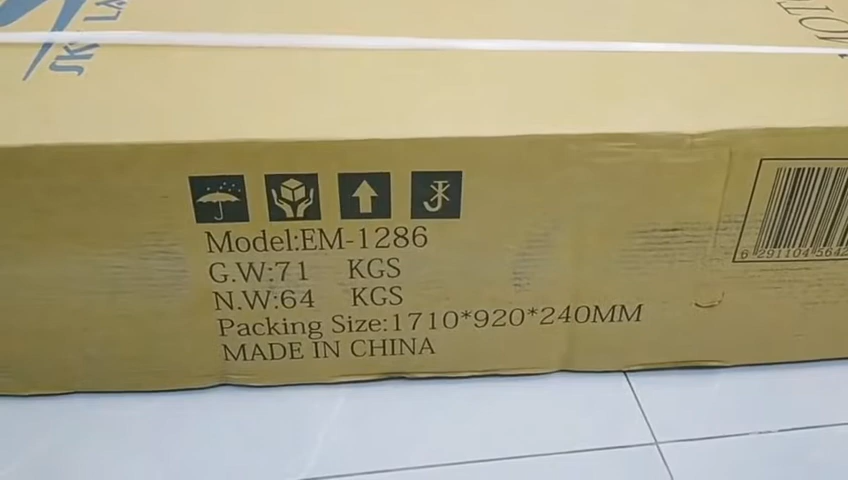 Model:EM-1286
G.W:71 KGS
N.W:64 KGS
Packing Size:1710*920*240MM
MADE IN CHINA